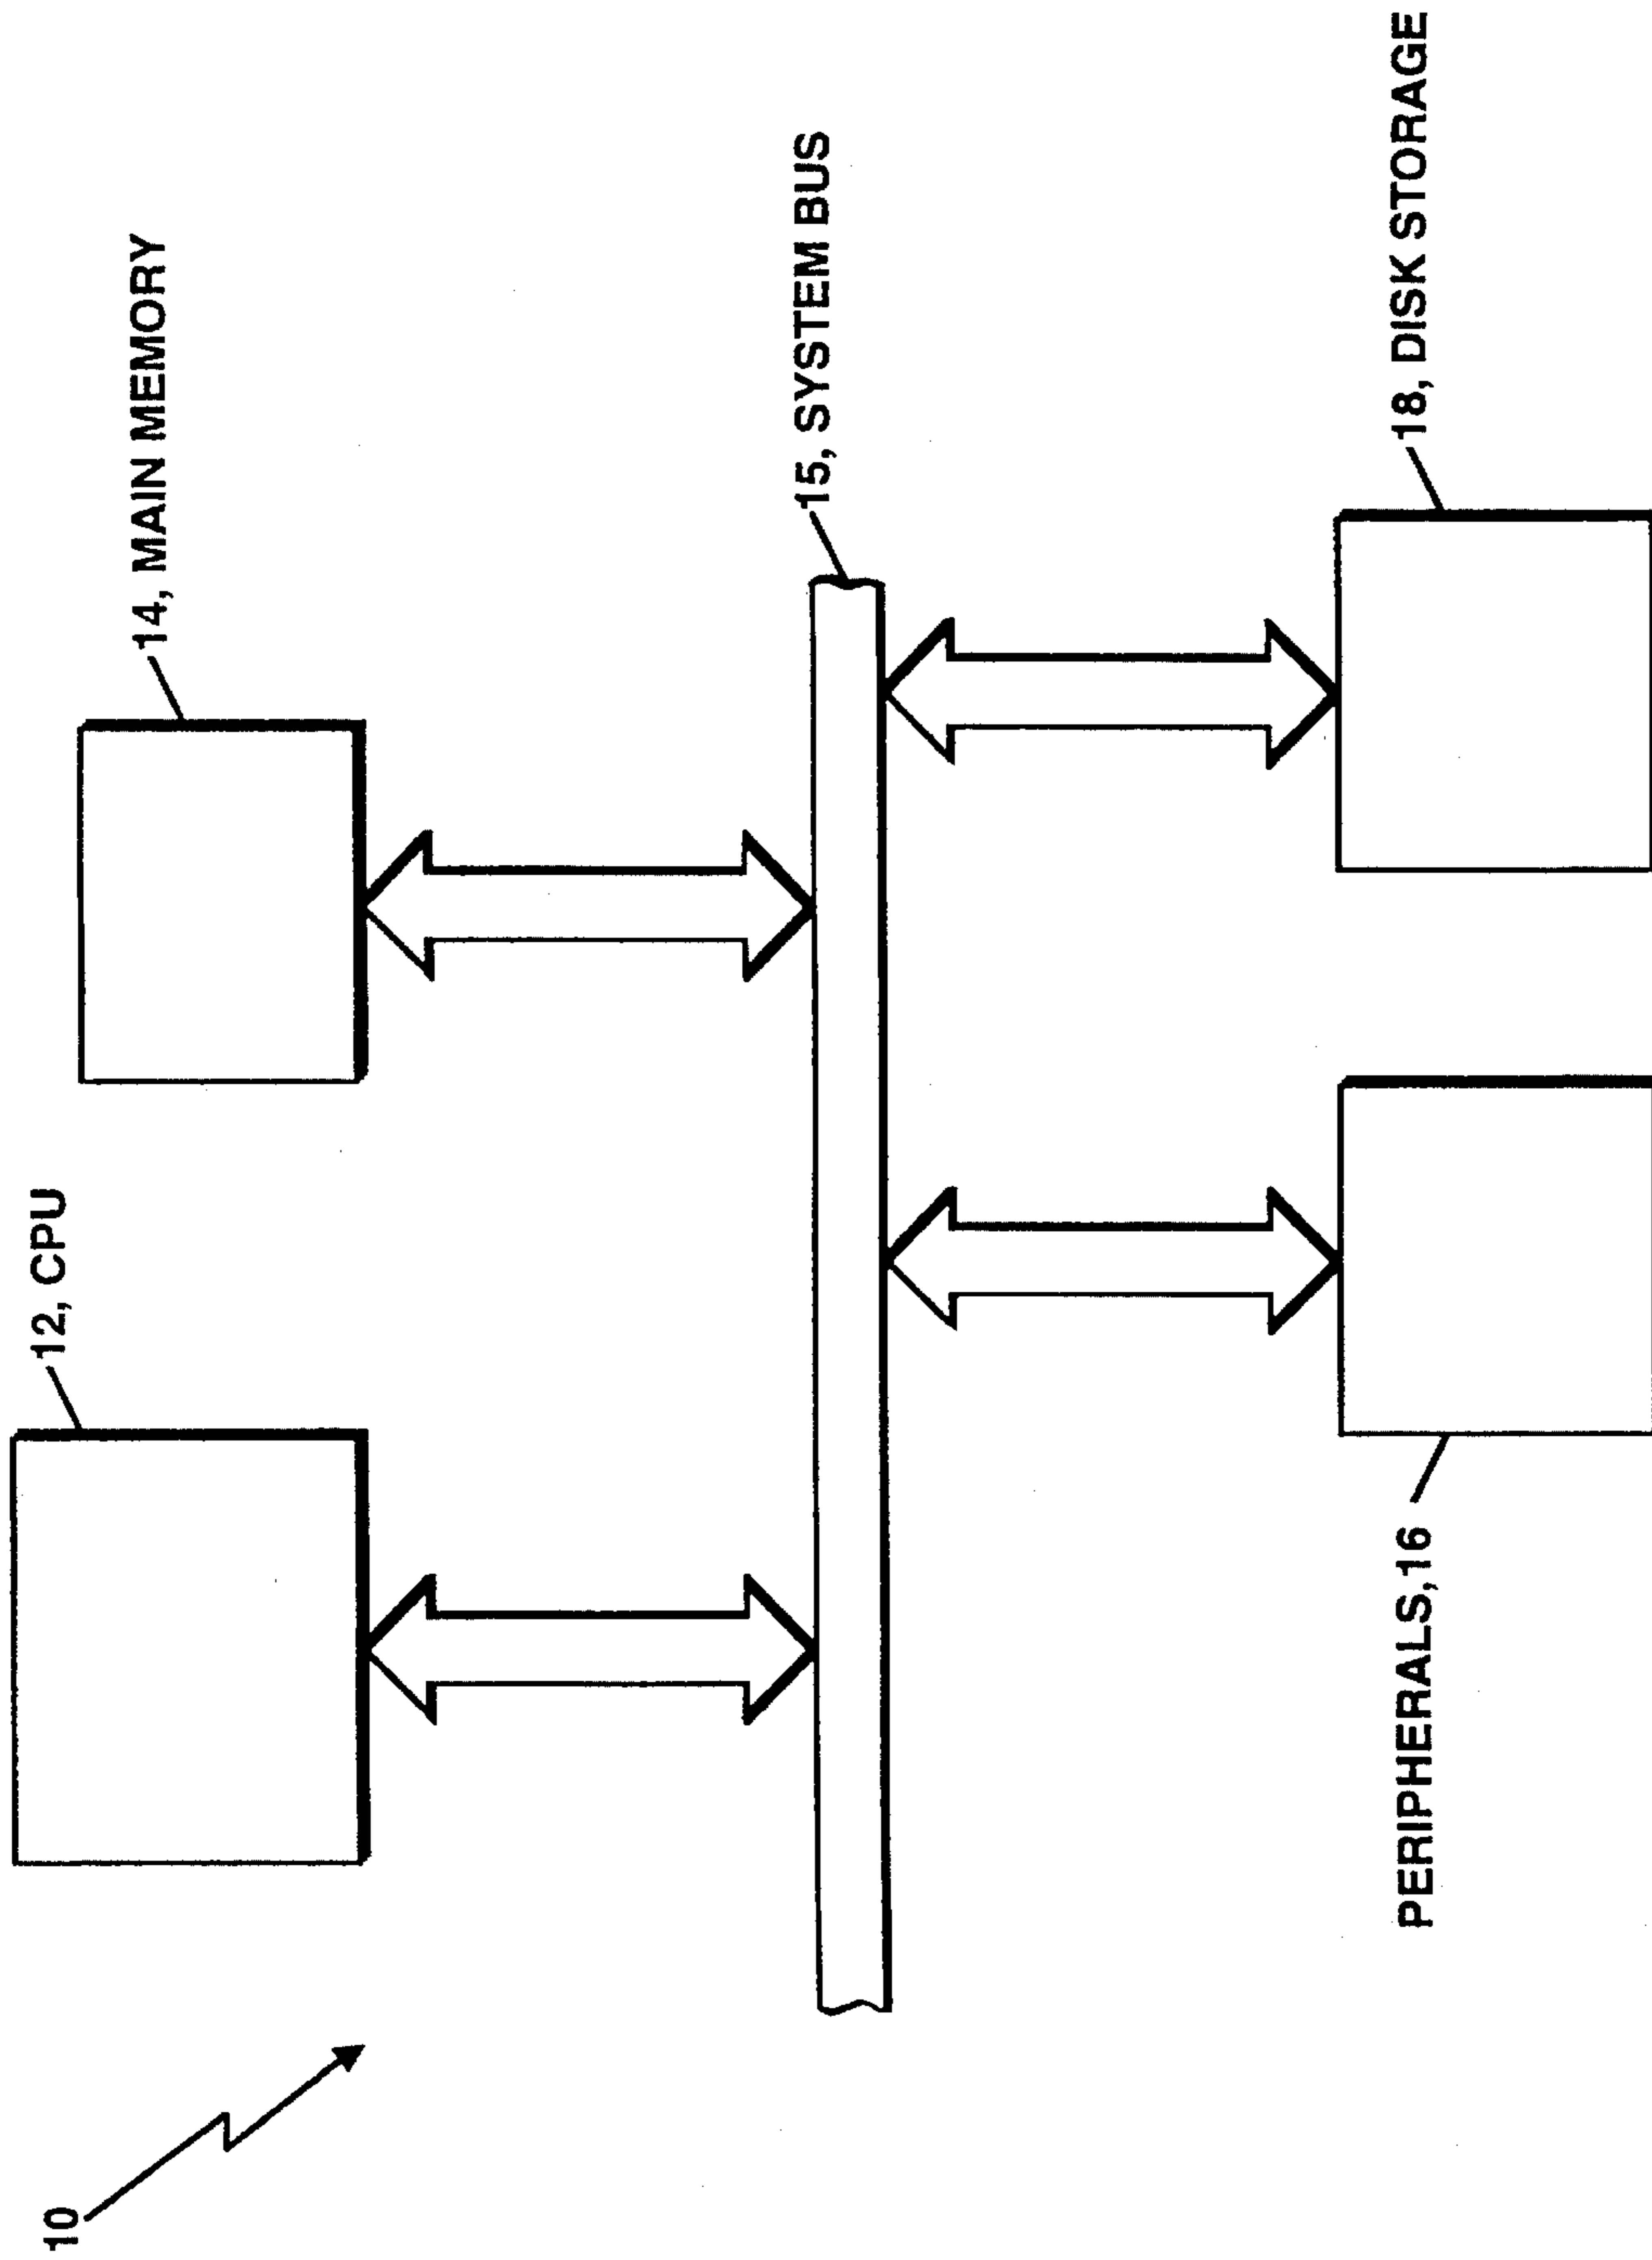 10
12, CPU
14, MAIN MEMORY
15, SYSTEM BUS
PERIPHERALS,16
18, DISK STORAGE